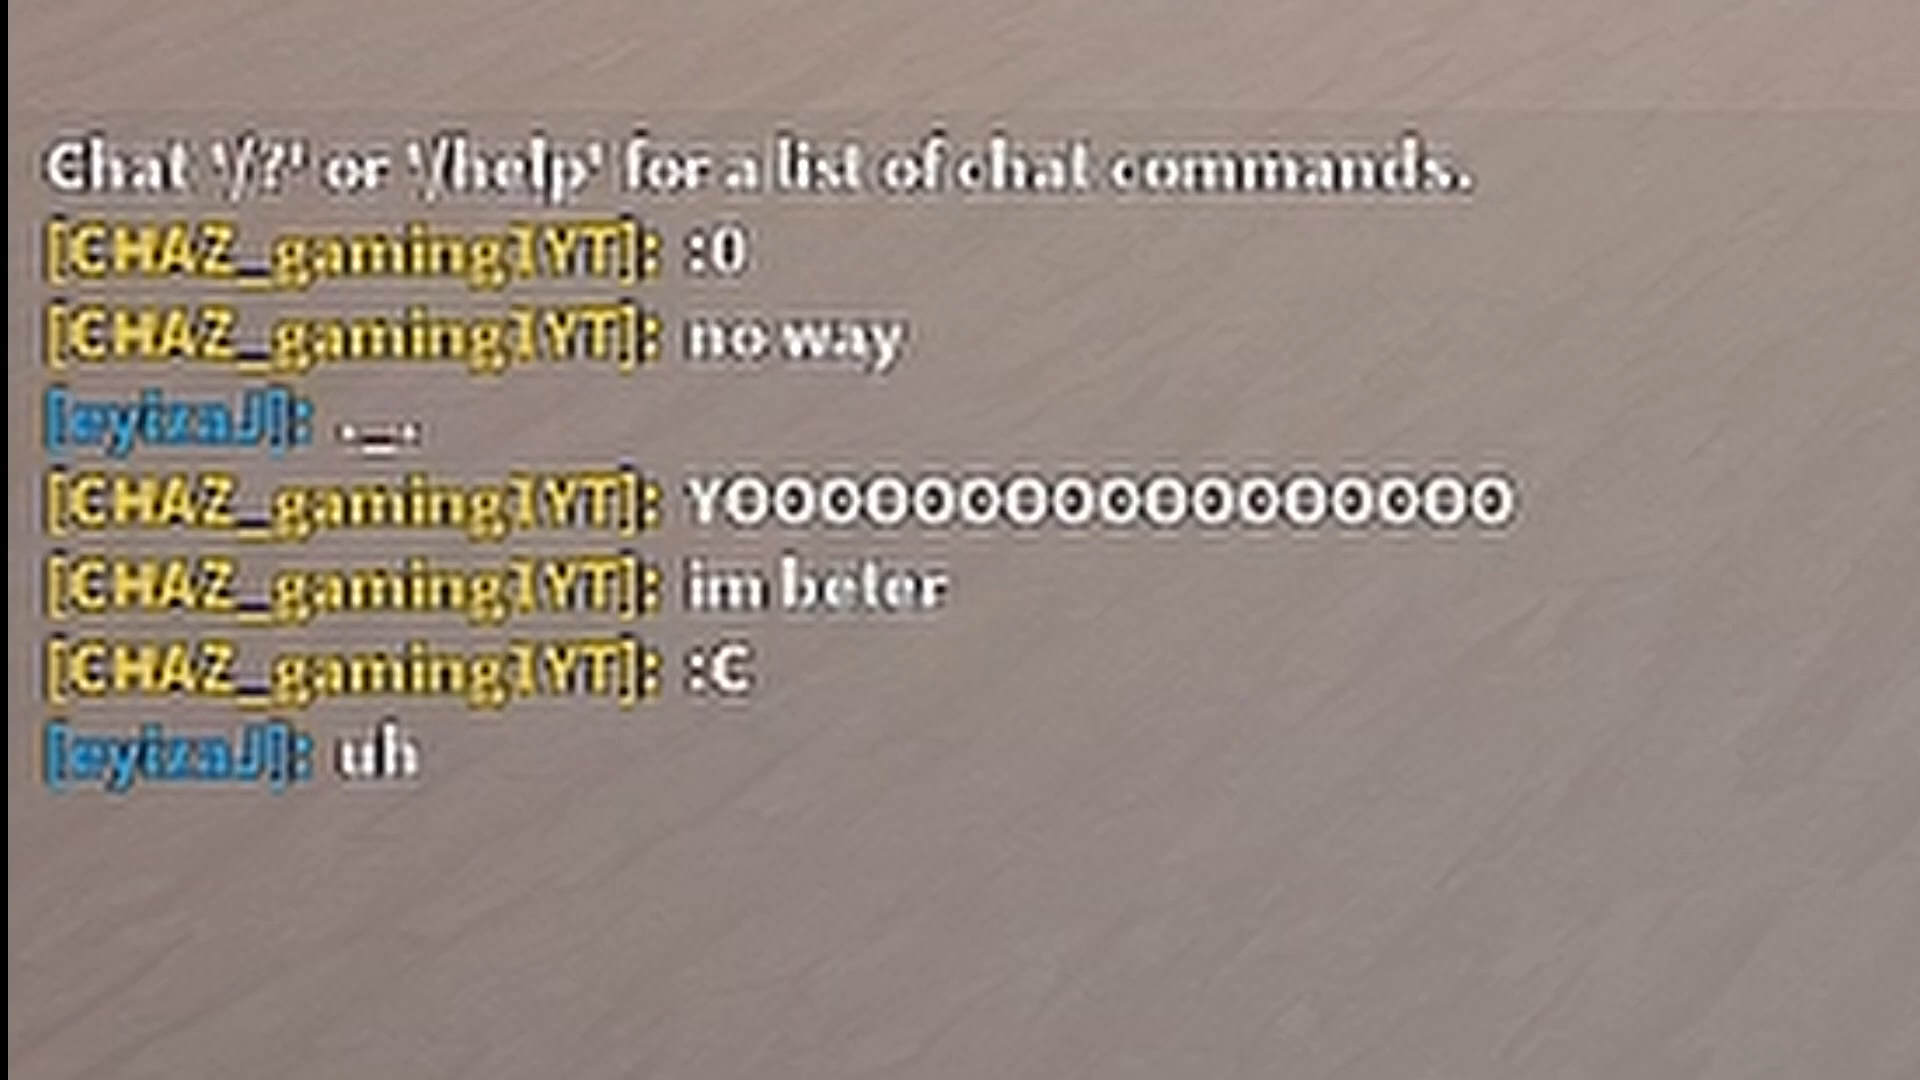 Chat '/?' or '/help' for a list of chat commands.
[CHAZ_gaming1YT]: :0
[CHAZ_gaming1YT]: no way
[eyizaJ]: ._.
[CHAZ_gaming1YT]: YOOOOOOOOOOOOOOOOO
[CHAZ_gaming1YT]: im beter
[CHAZ_gaming1YT]: :C
[eyizaJ]: uh